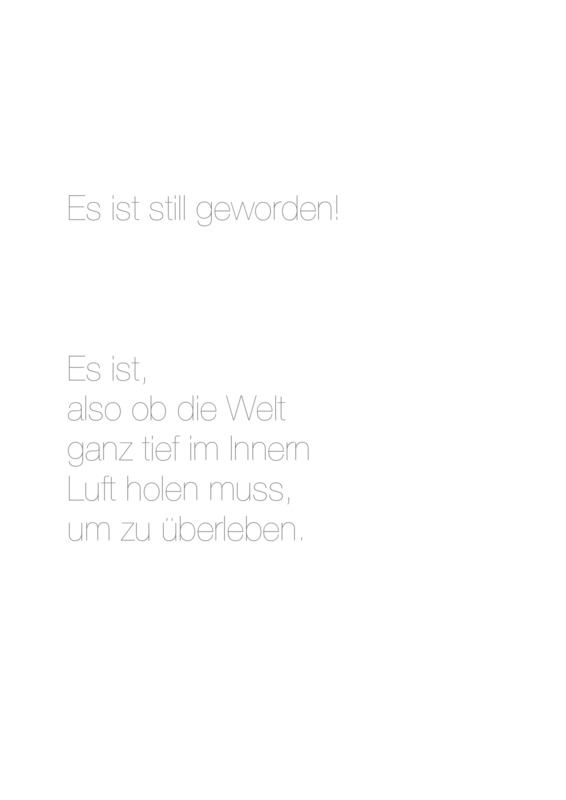 Es ist still geworden!
Es ist,
also ob die Welt
ganz tief im Innern
Luft holen muss,
um zu überleben.